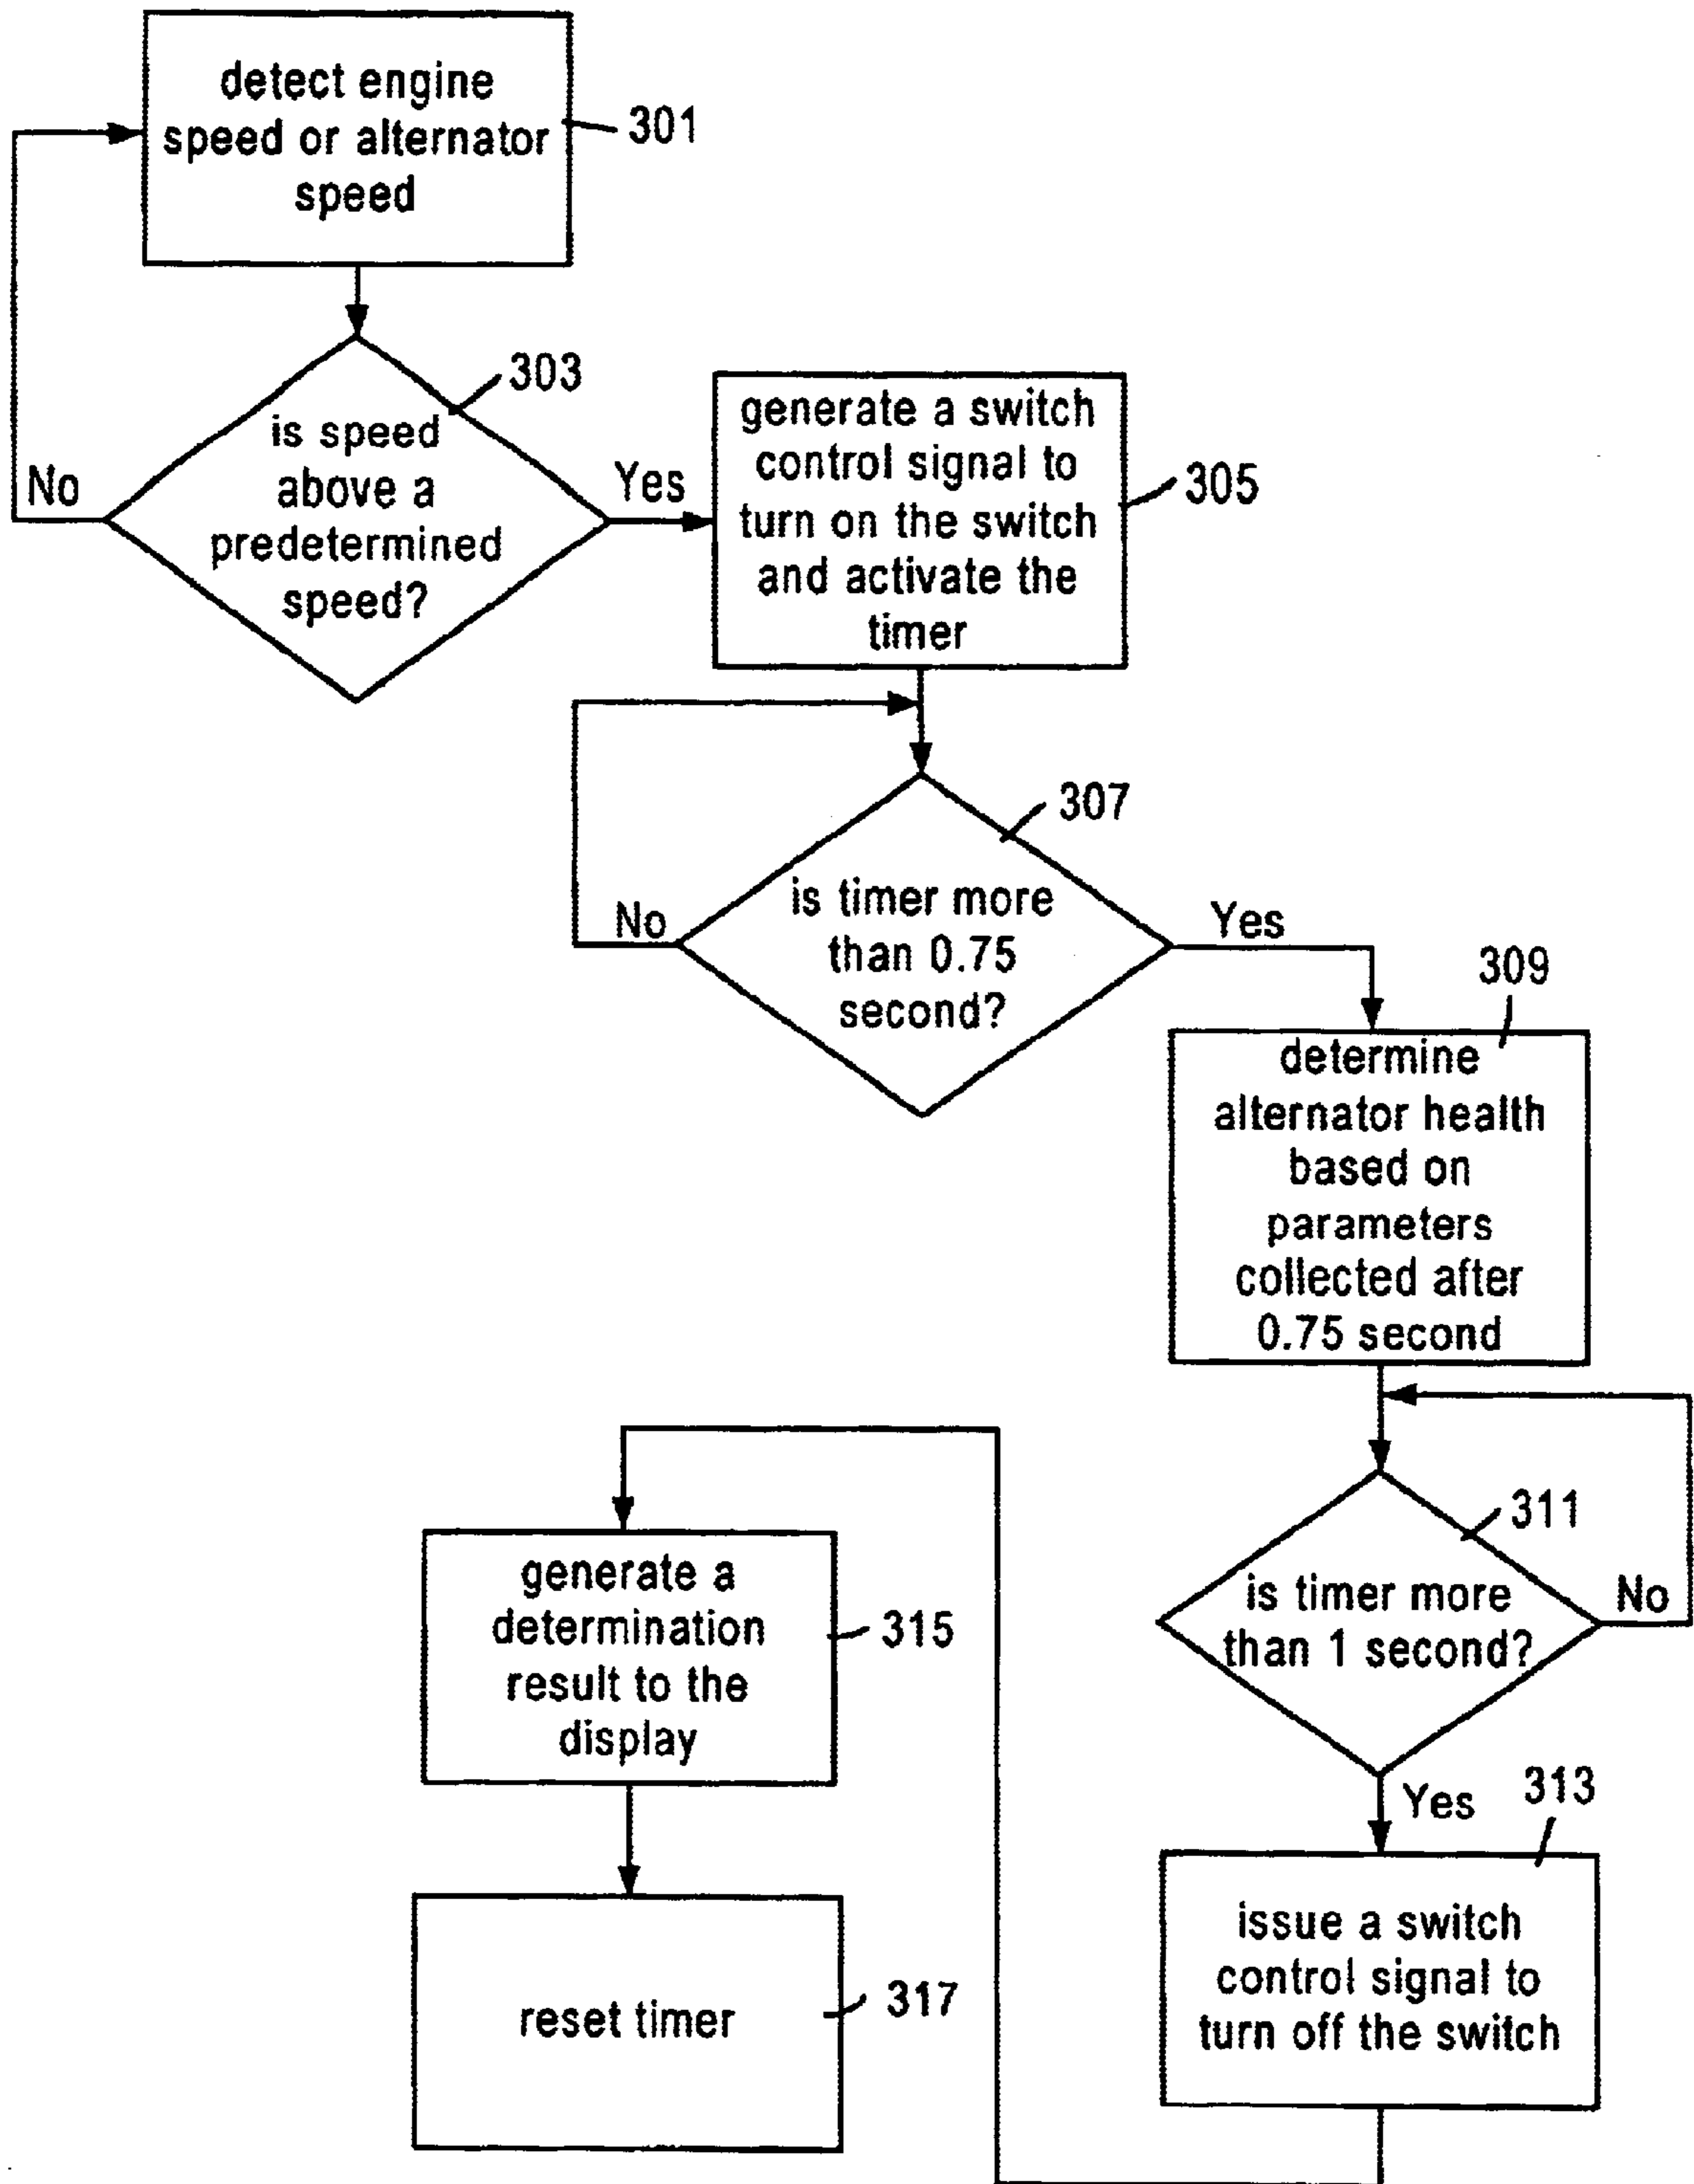 detect engine
speed or alternator
speed
301
303
is speed
above a
predetermined
speed?
No
Yes
generate a switch
control signal to
turn on the switch
and activate the
timer
305
307
is timer more
than 0.75
second?
No
Yes
309
determine
alternator health
based on
parameters
collected after
0.75 second
311
is timer more
than 1 second?
No
Yes
313
issue a switch
control signal to
turn off the switch
generate a
determination
result to the
display
315
reset timer
317